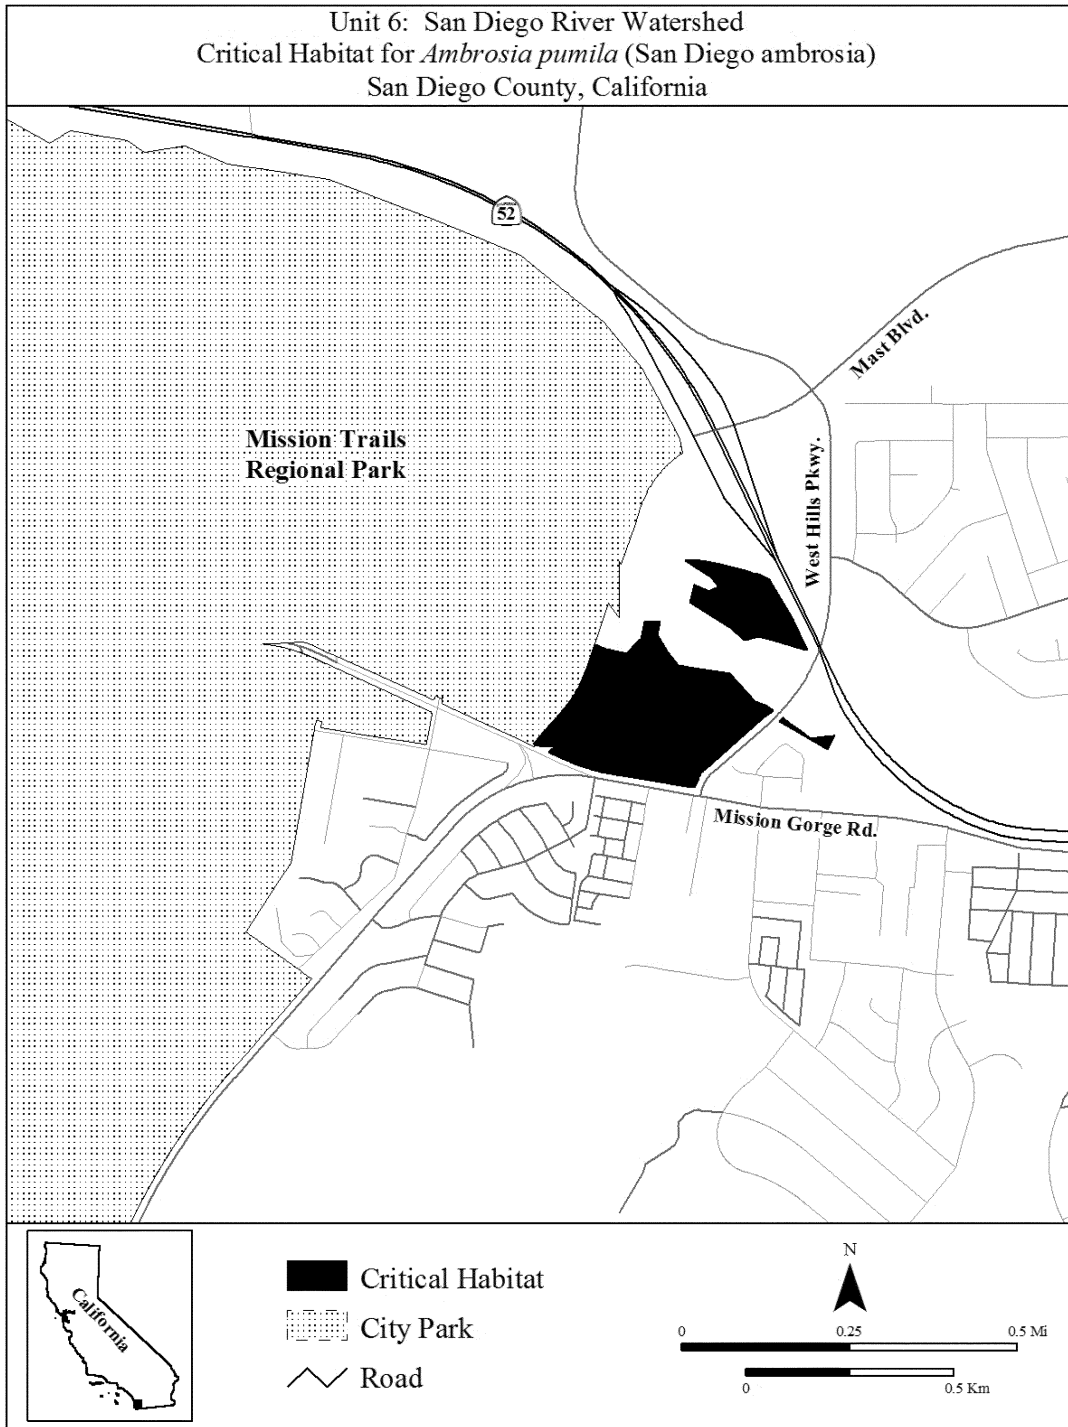 Unit 6: San Diego River Watershed
Critical Habitat for Ambrosia pumila (San Diego ambrosia)
San Diego County, California
52
Mast Blvd.
Mission Trails
Regional Park
West Hills Pkwy.
Mission Gorge Rd.
California
Critical Habitat
City Park
Road
N
0 0.25 0.5 Mi
0 0.5 Km